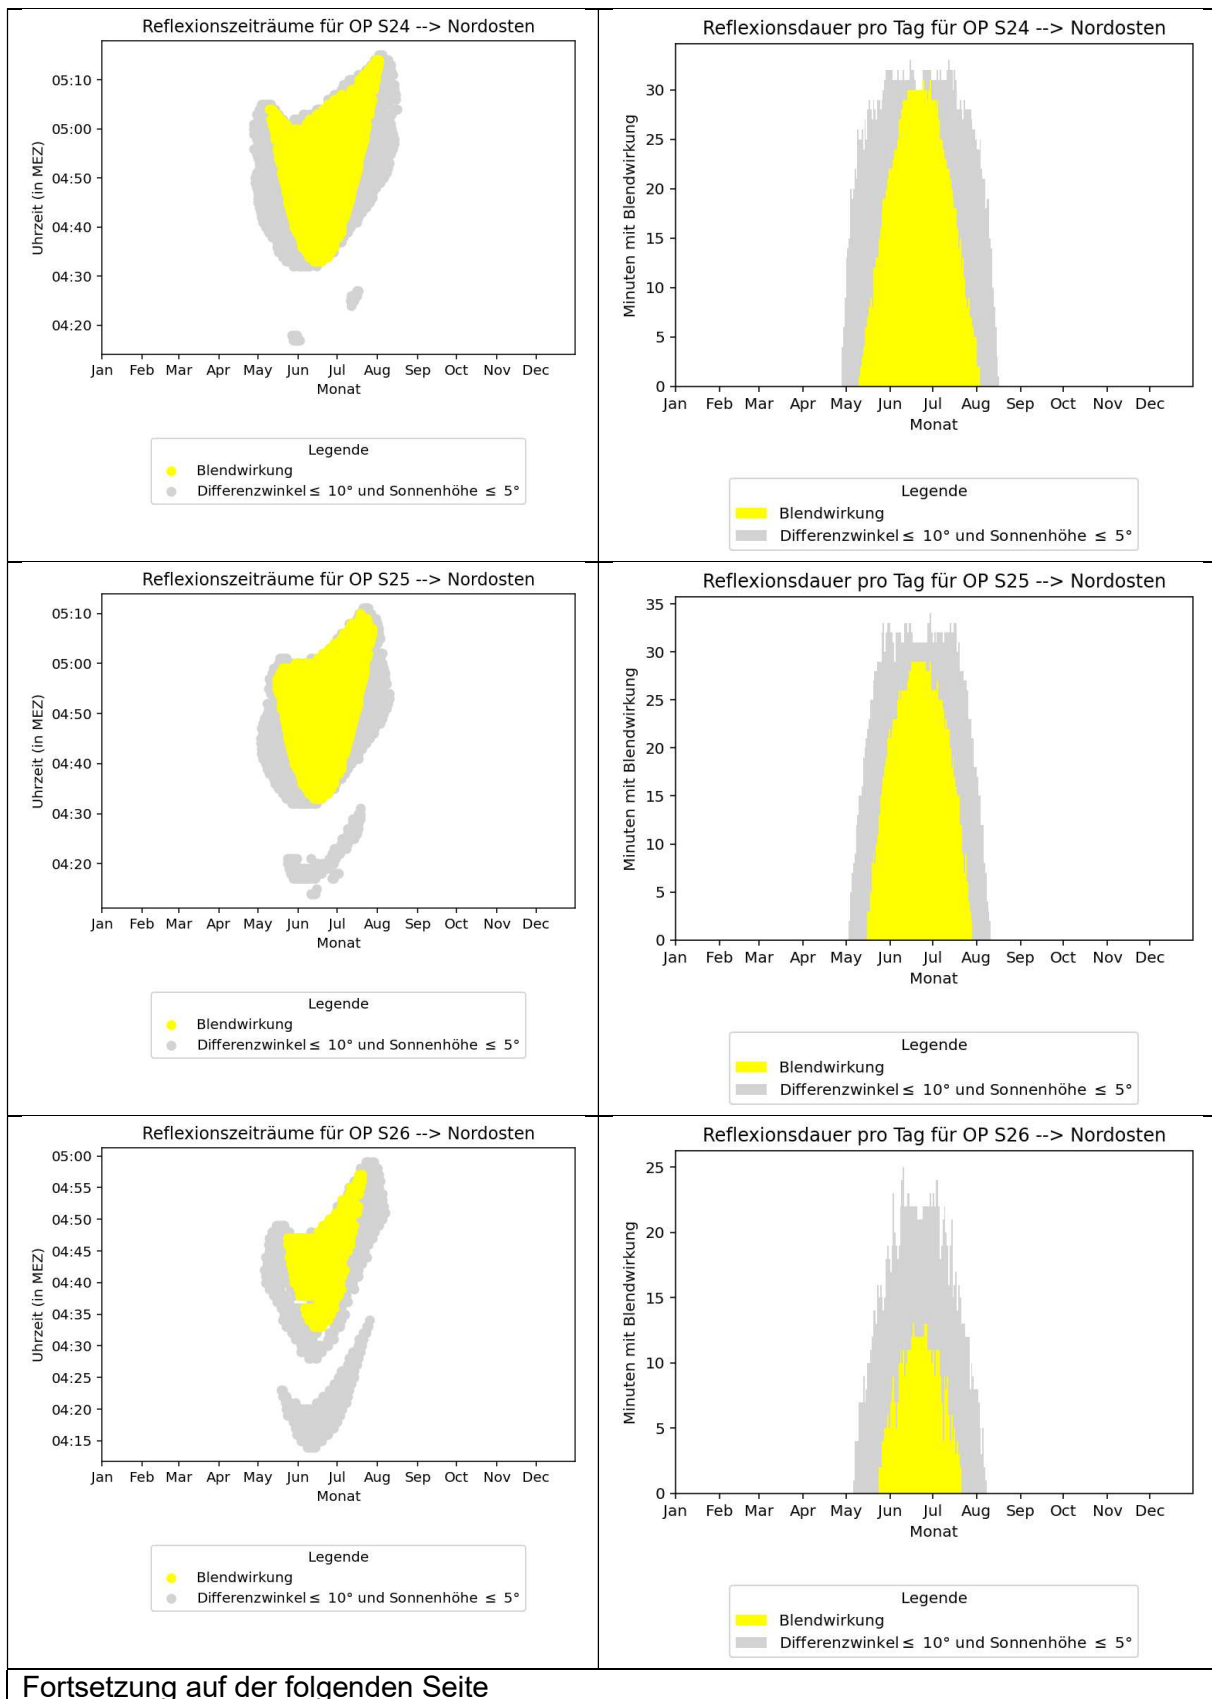 Reflexionszeiträume für OP S24 --> Nordosten
Uhrzeit (in MEZ)
05:10
05:00
04:50
04:40
04:30
04:20
Jan Feb Mar Apr May Jun Jul Aug Sep Oct Nov Dec
Monat
Legende
Blendwirkung
Differenzwinkel ≤ 10° und Sonnenhöhe ≤ 5°
Reflexionsdauer pro Tag für OP S24 --> Nordosten
Minuten mit Blendwirkung
30
25
20
15
10
5
0
Jan Feb Mar Apr May Jun Jul Aug Sep Oct Nov Dec
Monat
Legende
Blendwirkung
Differenzwinkel ≤ 10° und Sonnenhöhe ≤ 5°
Reflexionszeiträume für OP S25 --> Nordosten
Uhrzeit (in MEZ)
05:10
05:00
04:50
04:40
04:30
04:20
Jan Feb Mar Apr May Jun Jul Aug Sep Oct Nov Dec
Monat
Legende
Blendwirkung
Differenzwinkel ≤ 10° und Sonnenhöhe ≤ 5°
Reflexionsdauer pro Tag für OP S25 --> Nordosten
Minuten mit Blendwirkung
35
30
25
20
15
10
5
0
Jan Feb Mar Apr May Jun Jul Aug Sep Oct Nov Dec
Monat
Legende
Blendwirkung
Differenzwinkel ≤ 10° und Sonnenhöhe ≤ 5°
Reflexionszeiträume für OP S26 --> Nordosten
Uhrzeit (in MEZ)
05:00
04:55
04:50
04:45
04:40
04:35
04:30
04:25
04:20
04:15
Jan Feb Mar Apr May Jun Jul Aug Sep Oct Nov Dec
Monat
Legende
Blendwirkung
Differenzwinkel ≤ 10° und Sonnenhöhe ≤ 5°
Reflexionsdauer pro Tag für OP S26 --> Nordosten
Minuten mit Blendwirkung
25
20
15
10
5
0
Jan Feb Mar Apr May Jun Jul Aug Sep Oct Nov Dec
Monat
Legende
Blendwirkung
Differenzwinkel ≤ 10° und Sonnenhöhe ≤ 5°
Fortsetzung auf der folgenden Seite